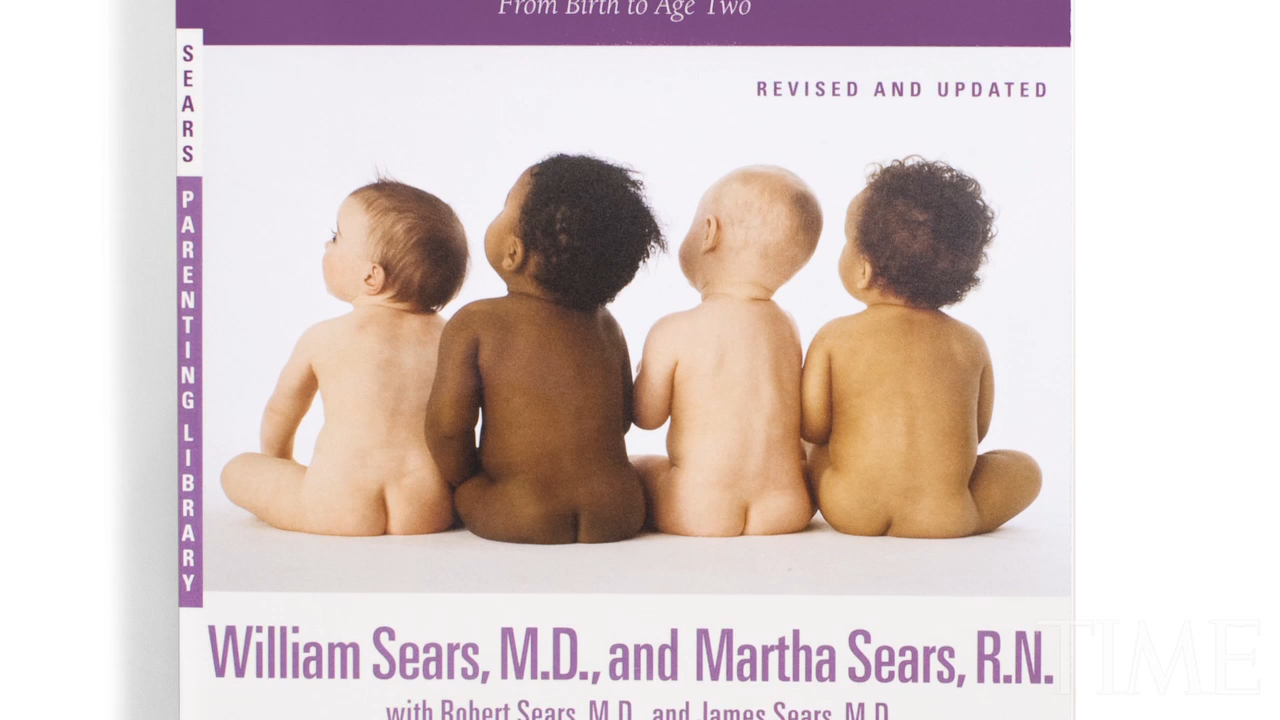 From Birth to Age Two
REVISED AND UPDATED
SEARS
PARENTING LIBRARY
William Sears, M.D., and Martha Sears, R.N.
with Robert Sears, M.D., and James Sears, M.D.
TIME